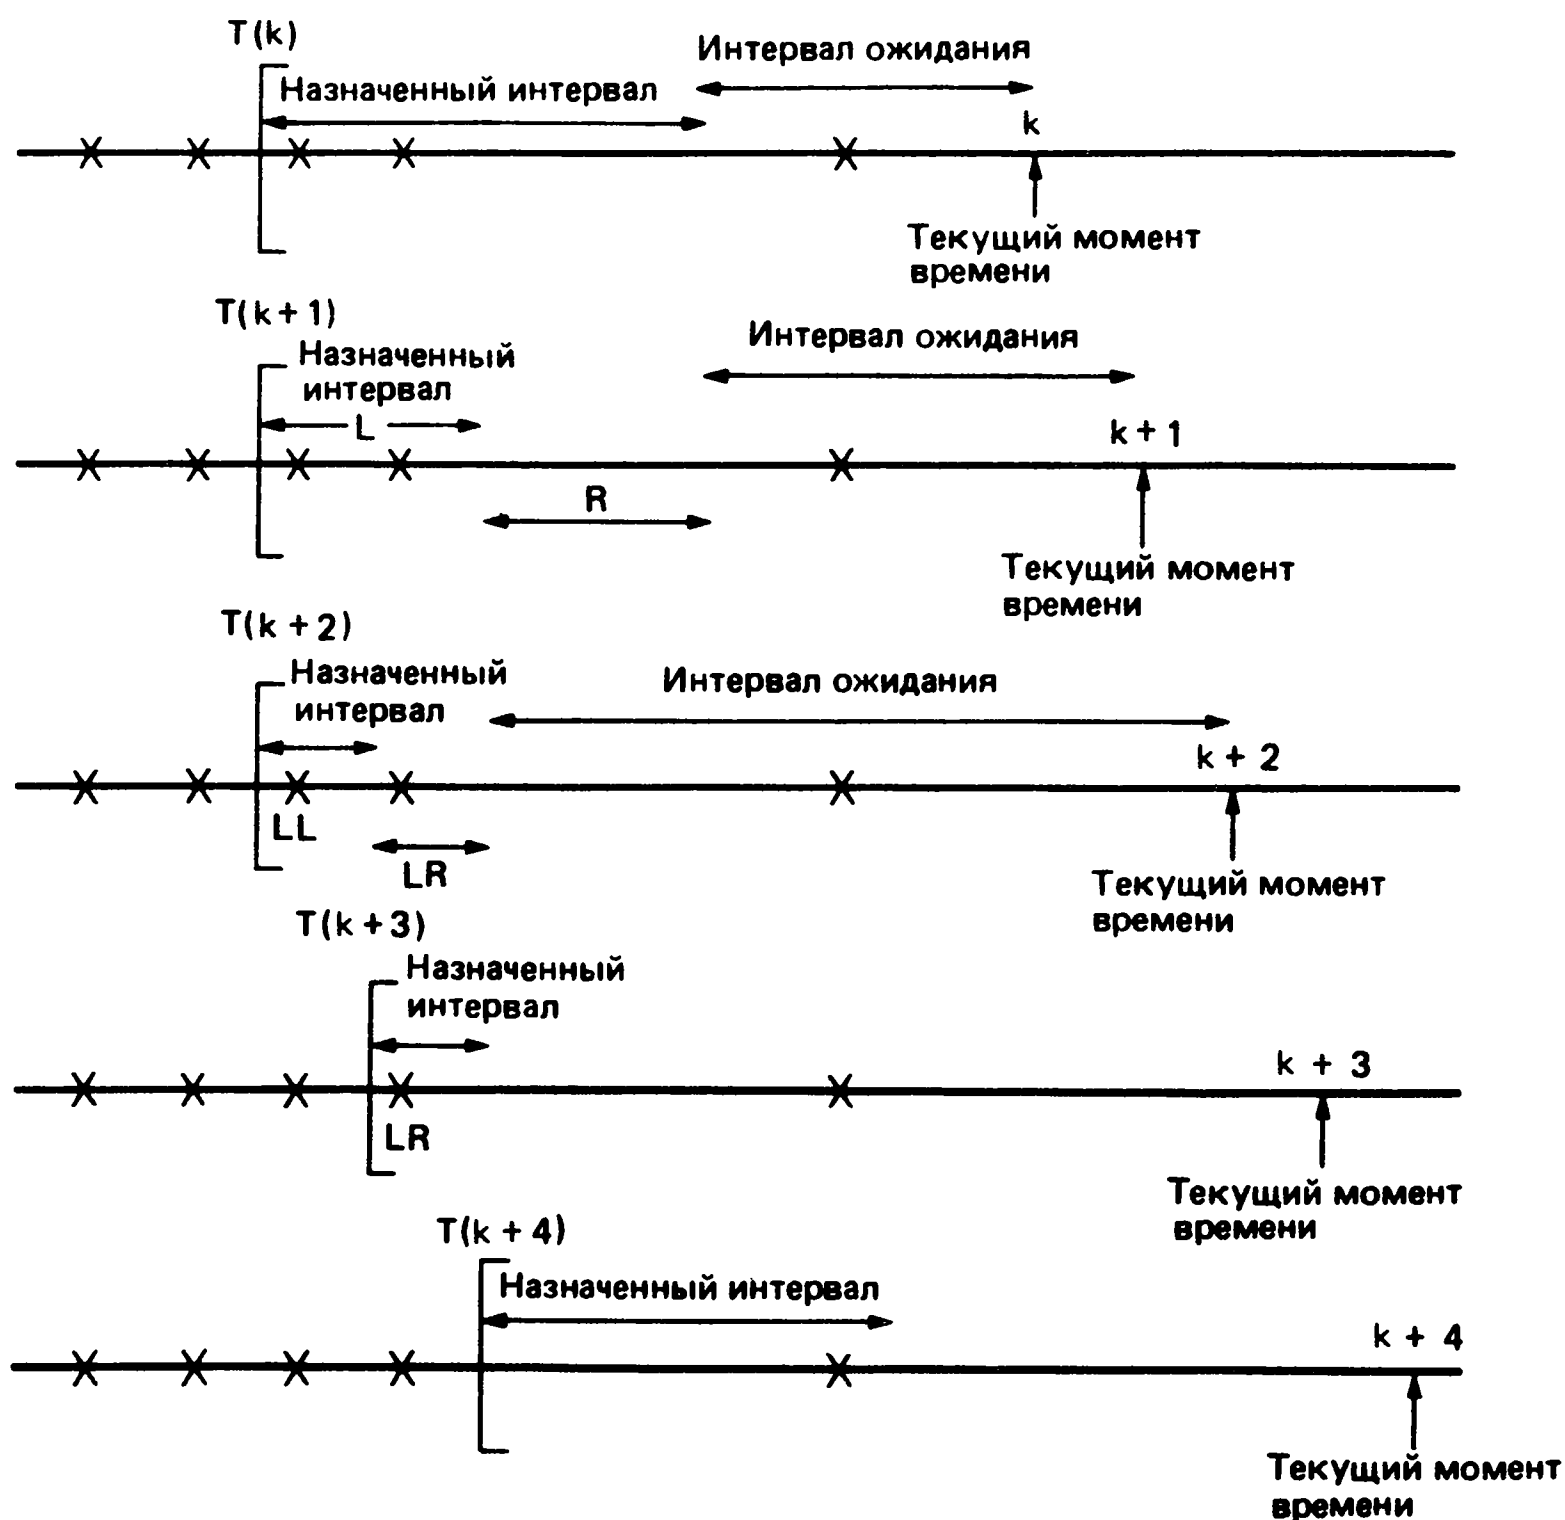 T(k)
Интервал ожидания
Назначенный интервал
k
Текущий момент
времени
T(k + 1)
Интервал ожидания
Назначенный
интервал
L
k + 1
R
Текущий момент
времени
T(k + 2)
Назначенный
интервал
Интервал ожидания
k + 2
LL
LR
Текущий момент
времени
T(k + 3)
Назначенный
интервал
k + 3
LR
Текущий момент
времени
T(k + 4)
Назначенный интервал
k + 4
Текущий момент
времени